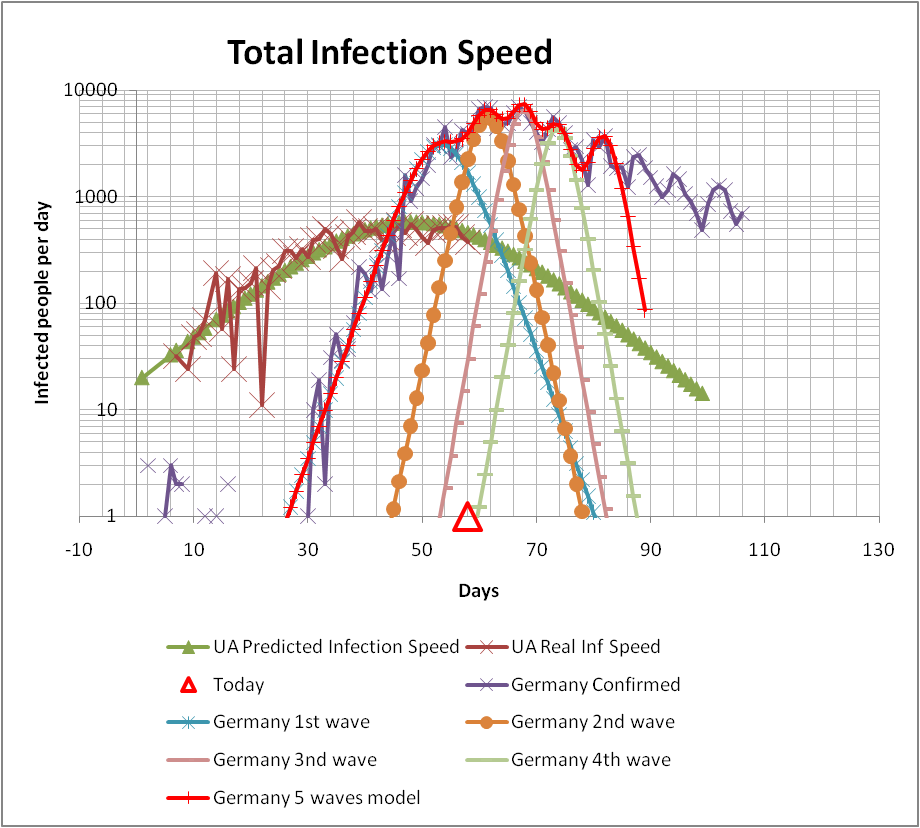 Total Infection Speed
10000
1000
100
10
1
Infected people per day
-10 10 30 50 70 90 110 130
Days
UA Predicted Infection Speed UA Real Inf Speed
Today Germany Confirmed
Germany 1st wave Germany 2nd wave
Germany 3nd wave Germany 4th wave
Germany 5 waves model